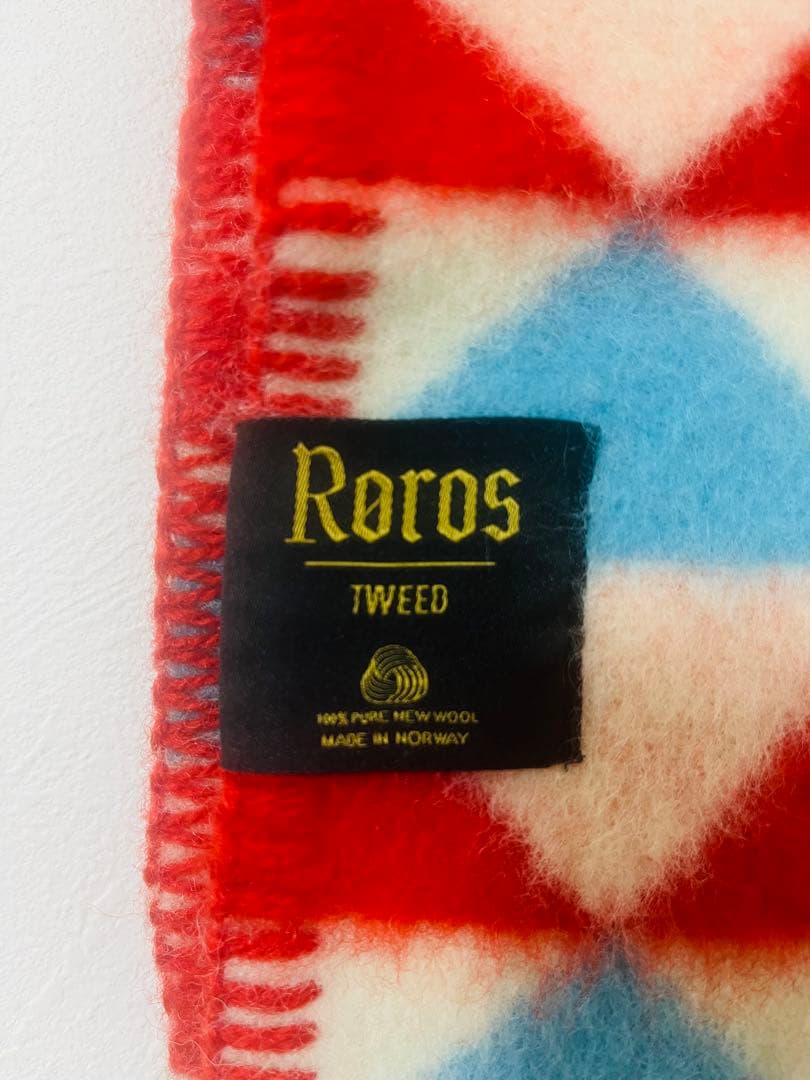 Røros
TWEED
100% PURE NEW WOOL
MADE IN NORWAY